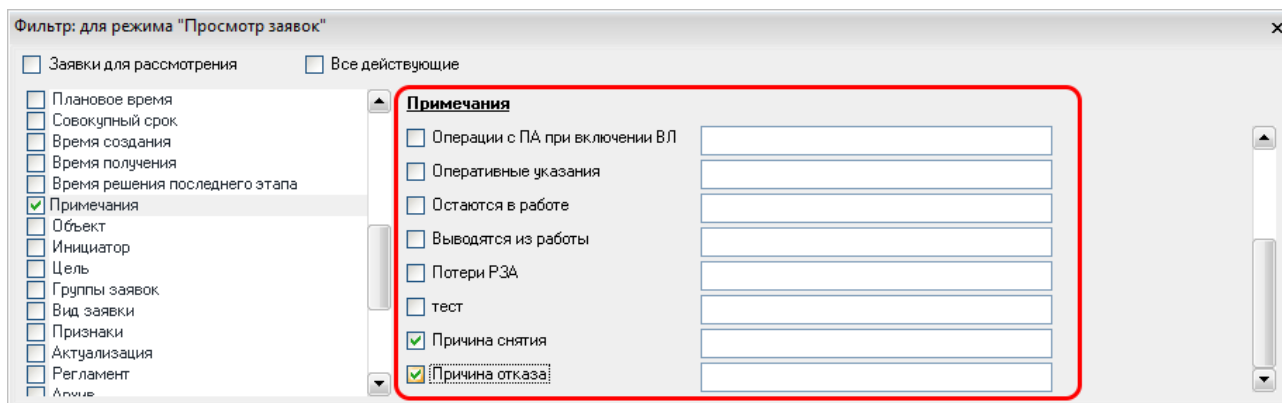 Фильтр: для режима "Просмотр заявок"
Заявки для рассмотрения
Все действующие
Плановое время
Совокупный срок
Время создания
Время получения
Время решения последнего этапа
Примечания
Объект
Инициатор
Цель
Группы заявок
Вид заявки
Признаки
Актуализация
Регламент
Архив
Примечания
Операции с ПА при включении ВЛ
Оперативные указания
Остаются в работе
Выводятся из работы
Потери РЗА
тест
Причина снятия
Причина отказа